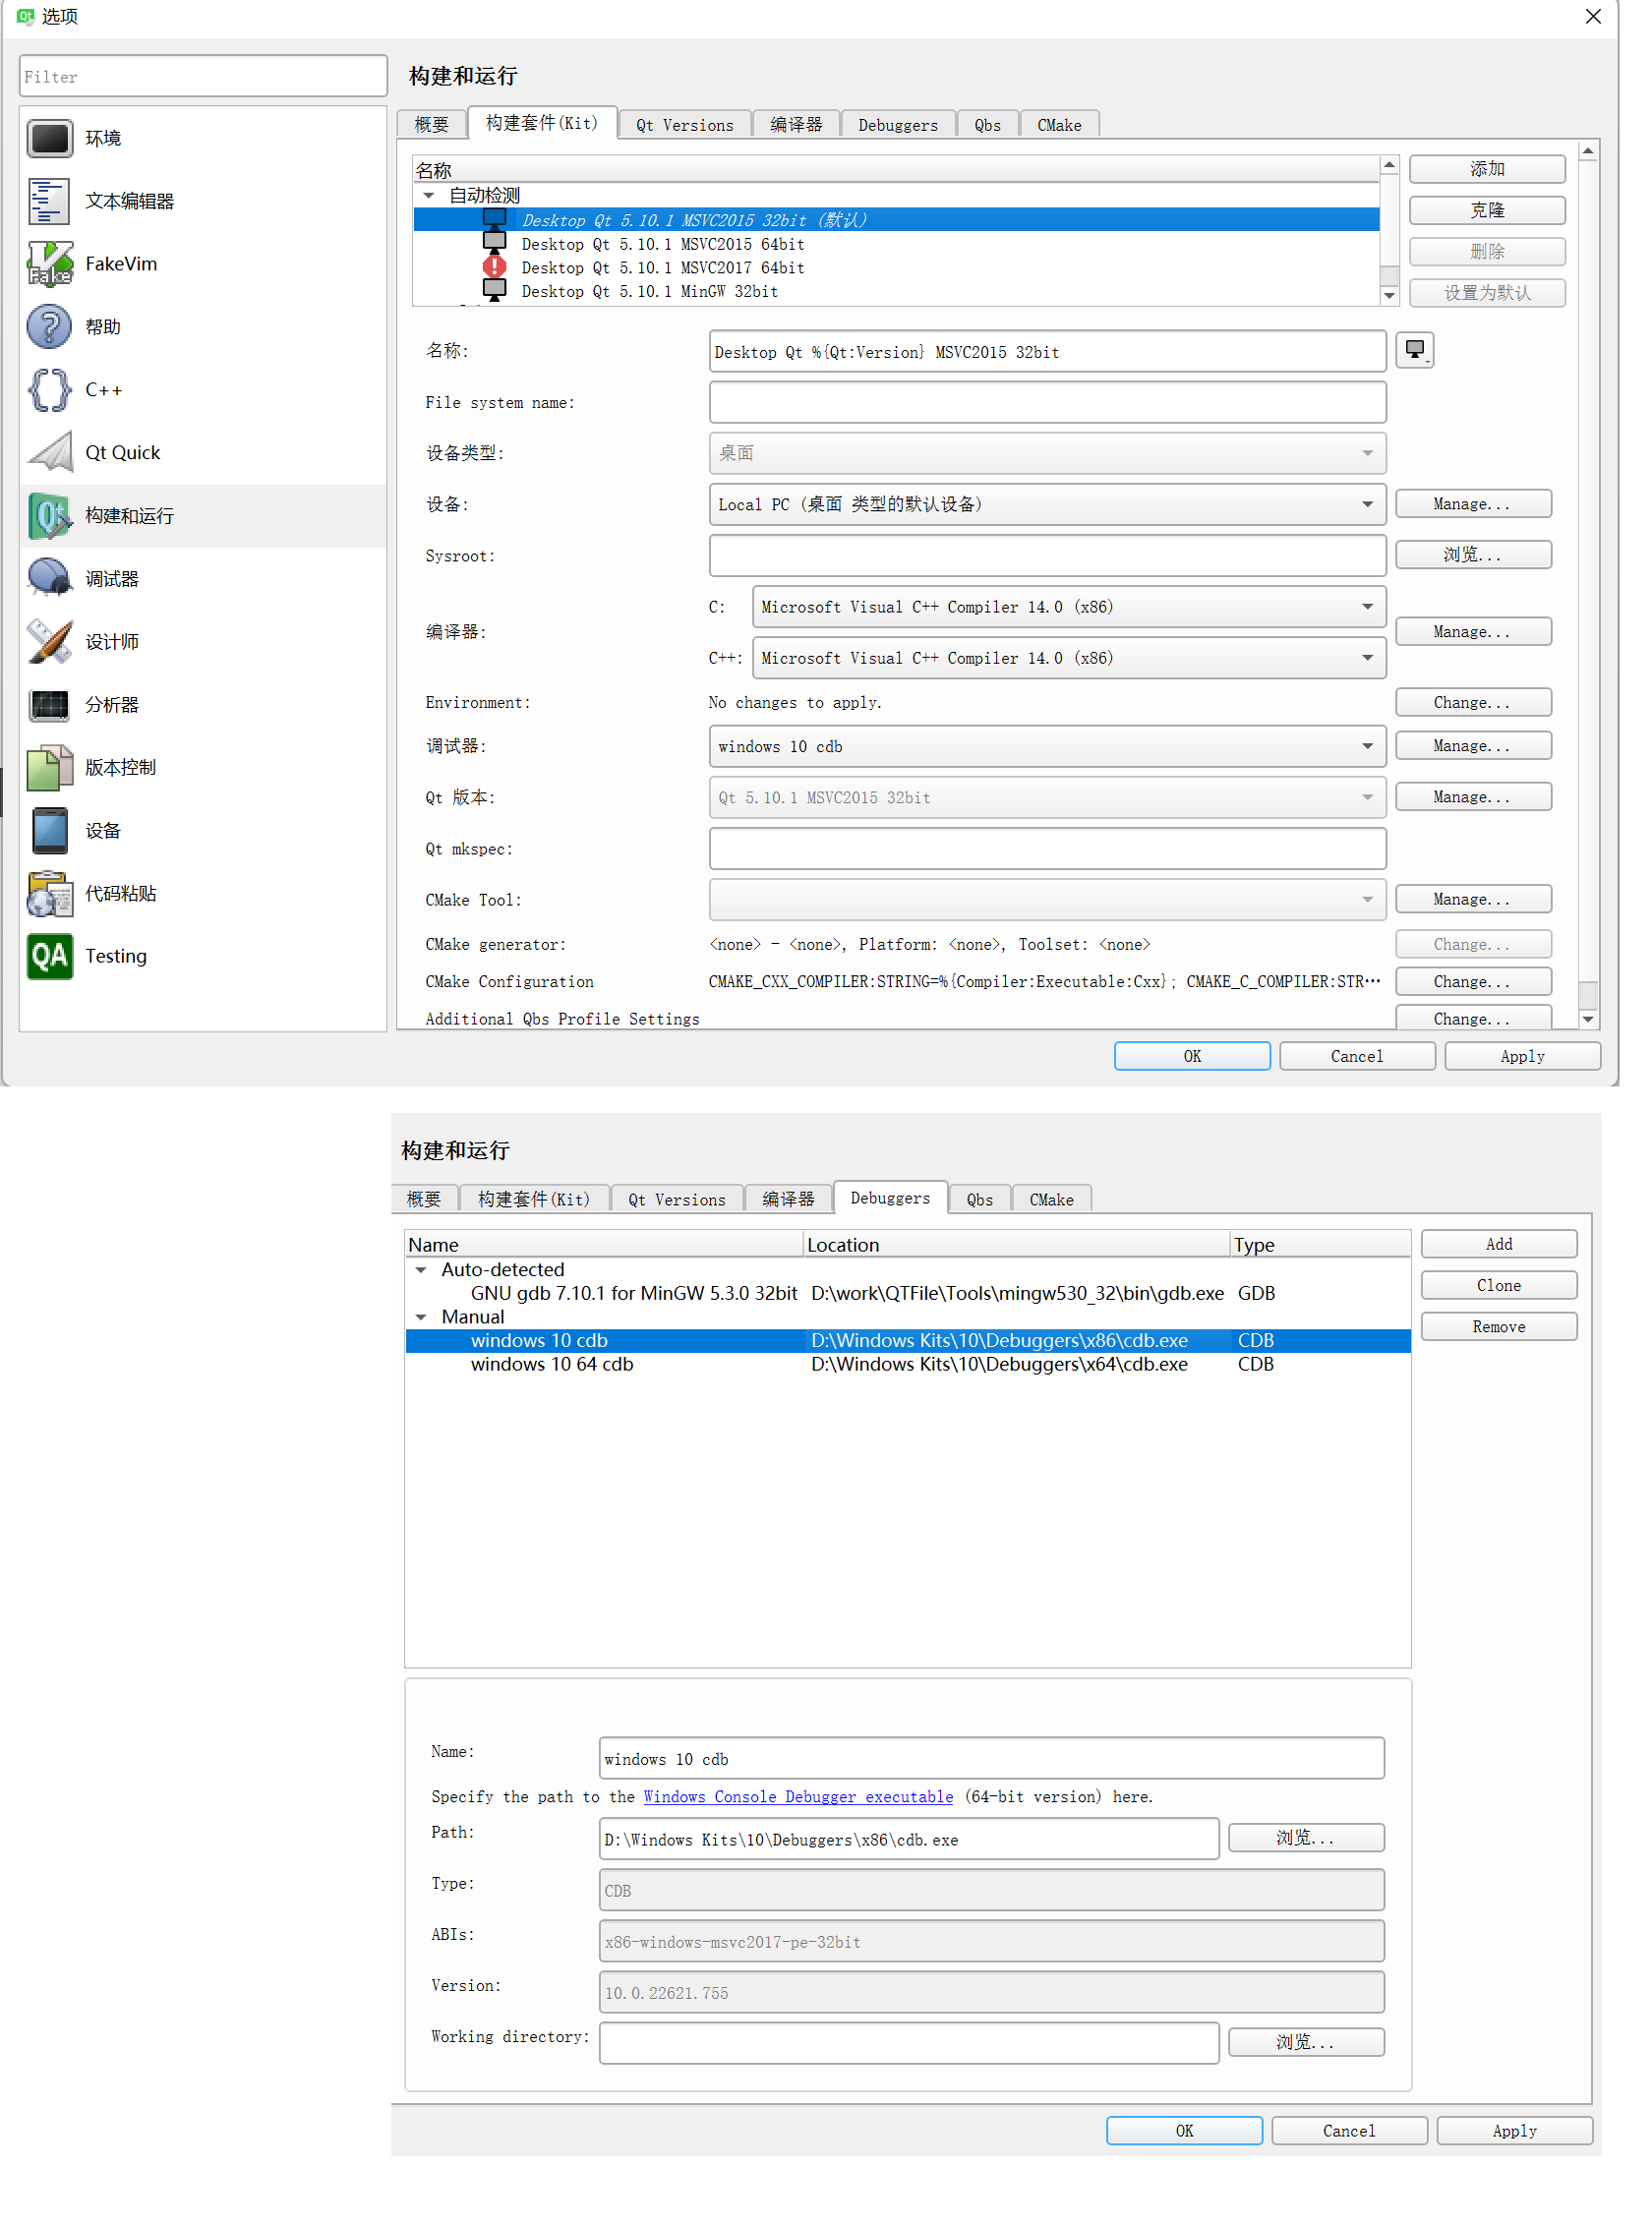 选项
Filter
环境
文本编辑器
FakeVim
帮助
C++
Qt Quick
构建和运行
调试器
设计师
分析器
版本控制
设备
代码粘贴
Testing
构建和运行
概要 构建套件(Kit) Qt Versions 编译器 Debuggers Qbs CMake
名称
自动检测
Desktop Qt 5.10.1 MSVC2015 32bit (默认)
Desktop Qt 5.10.1 MSVC2015 64bit
Desktop Qt 5.10.1 MSVC2017 64bit
Desktop Qt 5.10.1 MinGW 32bit
添加
克隆
删除
设置为默认
名称: Desktop Qt %{Qt:Version} MSVC2015 32bit
File system name:
设备类型: 桌面
设备: Local PC (桌面 类型的默认设备) Manage...
Sysroot: 浏览...
编译器: C: Microsoft Visual C++ Compiler 14.0 (x86)
C++: Microsoft Visual C++ Compiler 14.0 (x86) Manage...
Environment: No changes to apply. Change...
调试器: windows 10 cdb Manage...
Qt 版本: Qt 5.10.1 MSVC2015 32bit Manage...
Qt mkspec:
CMake Tool: Manage...
CMake generator: <none> - <none>, Platform: <none>, Toolset: <none> Change...
CMake Configuration CMAKE_CXX_COMPILER:STRING=%{Compiler:Executable:Cxx}; CMAKE_C_COMPILER:STR… Change...
Additional Qbs Profile Settings Change...
OK Cancel Apply
构建和运行
概要 构建套件(Kit) Qt Versions 编译器 Debuggers Qbs CMake
Name Location Type
Auto-detected
GNU gdb 7.10.1 for MinGW 5.3.0 32bit D:\work\QTFile\Tools\mingw530_32\bin\gdb.exe GDB
Manual
windows 10 cdb D:\Windows Kits\10\Debuggers\x86\cdb.exe CDB
windows 10 64 cdb D:\Windows Kits\10\Debuggers\x64\cdb.exe CDB
Add
Clone
Remove
Name: windows 10 cdb
Specify the path to the Windows Console Debugger executable (64-bit version) here.
Path: D:\Windows Kits\10\Debuggers\x86\cdb.exe 浏览...
Type: CDB
ABIs: x86-windows-msvc2017-pe-32bit
Version: 10.0.22621.755
Working directory: 浏览...
OK Cancel Apply